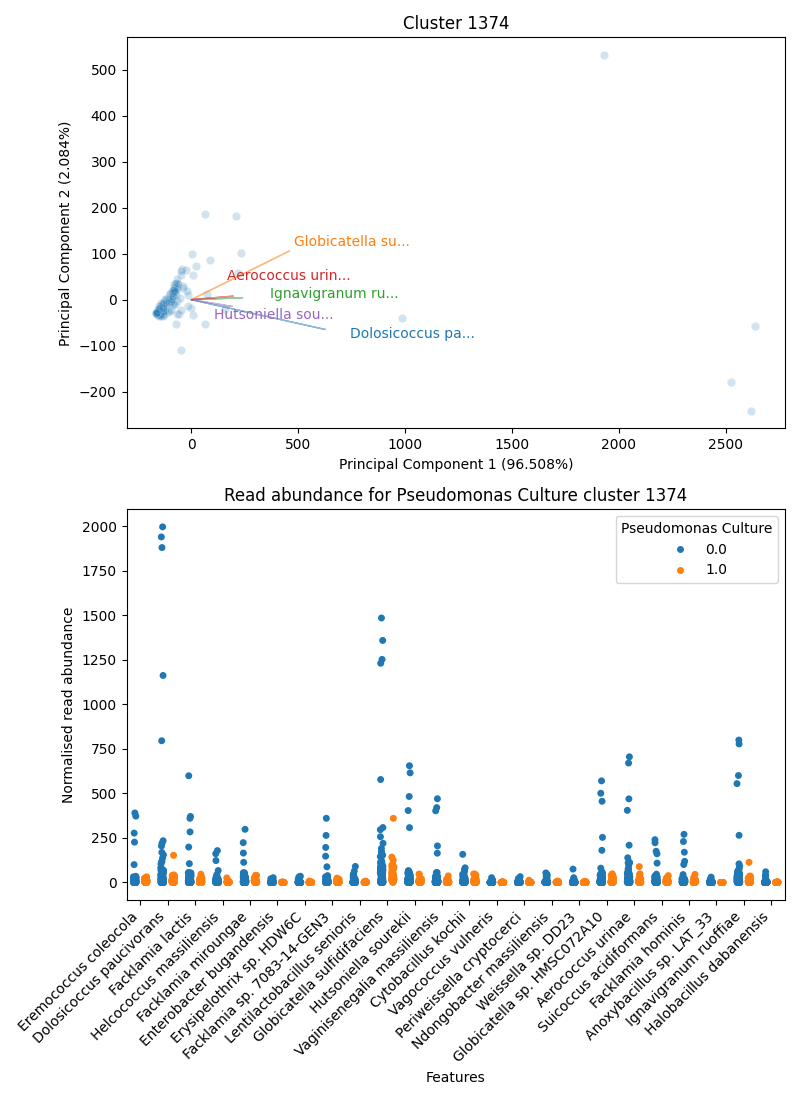 Cluster 1374
Principal Component 2 (2.084%)
500
400
300
200
100
0
−100
−200
Globicatella su...
Aerococcus urin...
Ignavigranum ru...
Hutsoniella sou...
Dolosicoccus pa...
0
500
1000
1500
2000
2500
Principal Component 1 (96.508%)
Read abundance for Pseudomonas Culture cluster 1374
Normalised read abundance
2000
1750
1500
1250
1000
750
500
250
0
Pseudomonas Culture
0.0
1.0
Eremococcus coleocola
Dolosicoccus paucivorans
Facklamia lactis
Helcococcus massiliensis
Facklamia miroungae
Enterobacter bugandensis
Erysipelothrix sp. HDW6C
Facklamia sp. 7083-14-GEN3
Lentilactobacillus senioris
Globicatella sulfidifaciens
Hutsoniella sourekii
Vaginisenegalia massiliensis
Cytobacillus kochii
Vagococcus vulneris
Periweissella cryptocerci
Ndongobacter massiliensis
Weissella sp. DD23
Globicatella sp. HMSC072A10
Aerococcus urinae
Suicoccus acidiformans
Facklamia hominis
Anoxybacillus sp. LAT_33
Ignavigranum ruoffiae
Halobacillus dabanensis
Features